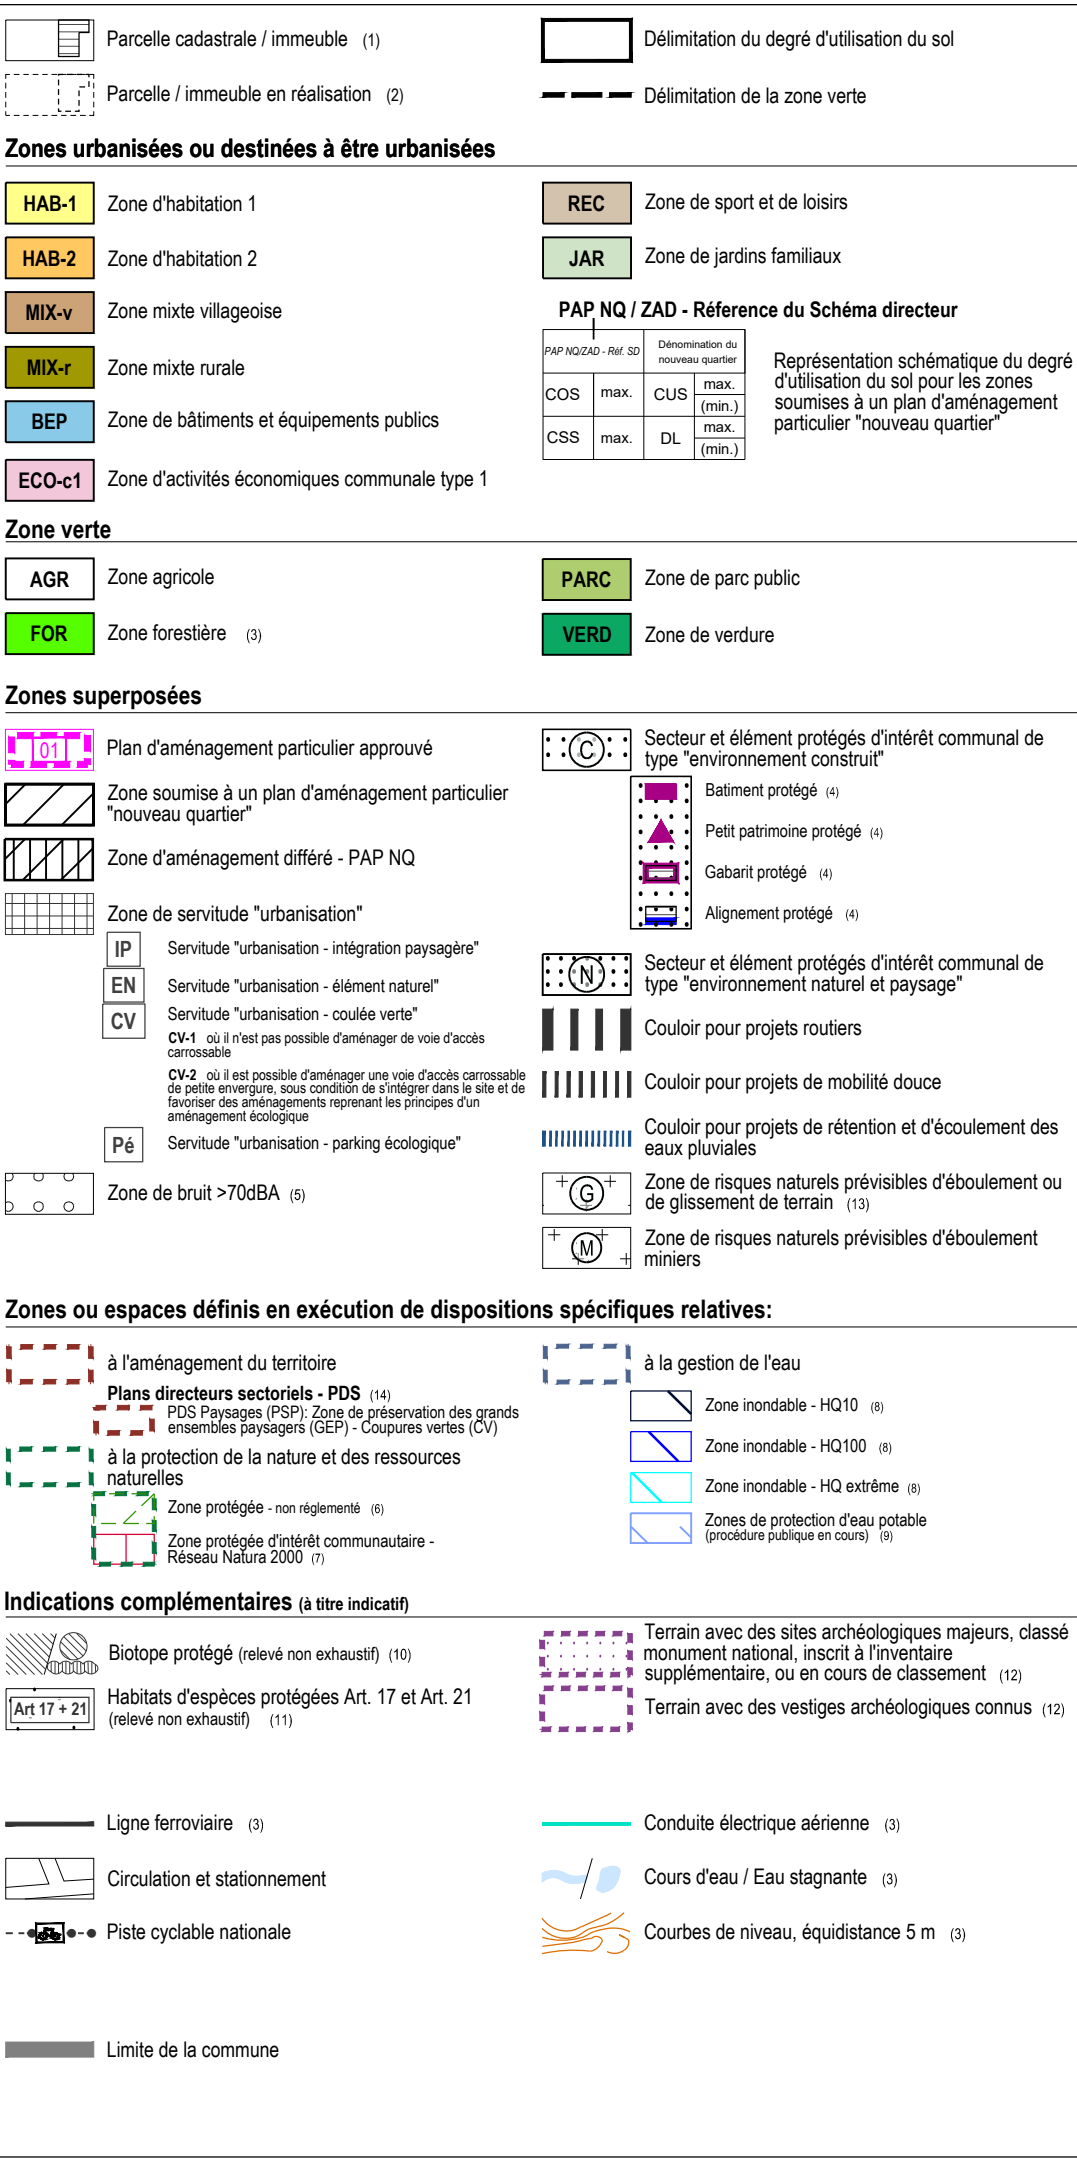 Parcelle cadastrale / immeuble (1)
Délimitation du degré d'utilisation du sol
Parcelle / immeuble en réalisation (2)
Délimitation de la zone verte
Zones urbanisées ou destinées à être urbanisées
HAB-1 Zone d'habitation 1
HAB-2 Zone d'habitation 2
MIX-v Zone mixte villageoise
MIX-r Zone mixte rurale
BEP Zone de bâtiments et équipements publics
ECO-c1 Zone d'activités économiques communale type 1
REC Zone de sport et de loisirs
JAR Zone de jardins familiaux
PAP NQ / ZAD - Réference du Schéma directeur
PAP NQ/ZAD - Réf. SD
Dénomination du
nouveau quartier
COS max. CUS max.
(min.)
CSS max. DL max.
(min.)
Représentation schématique du degré
d'utilisation du sol pour les zones
soumises à un plan d'aménagement
particulier "nouveau quartier"
Zone verte
AGR Zone agricole
FOR Zone forestière (3)
PARC Zone de parc public
VERD Zone de verdure
Zones superposées
01 Plan d'aménagement particulier approuvé
Zone soumise à un plan d'aménagement particulier
"nouveau quartier"
Zone d'aménagement différé - PAP NQ
Zone de servitude "urbanisation"
IP Servitude "urbanisation - intégration paysagère"
EN Servitude "urbanisation - élément naturel"
CV Servitude "urbanisation - coulée verte"
CV-1 où il n'est pas possible d'aménager de voie d'accès
carrossable
CV-2 où il est possible d'aménager une voie d'accès carrossable
de petite envergure, sous condition de s'intégrer dans le site et de
favoriser des aménagements reprenant les principes d'un
aménagement écologique
Pé Servitude "urbanisation - parking écologique"
Zone de bruit >70dBA (5)
C Secteur et élément protégés d'intérêt communal de
type "environnement construit"
Batiment protégé (4)
Petit patrimoine protégé (4)
Gabarit protégé (4)
Alignement protégé (4)
N Secteur et élément protégés d'intérêt communal de
type "environnement naturel et paysage"
Couloir pour projets routiers
Couloir pour projets de mobilité douce
Couloir pour projets de rétention et d'écoulement des
eaux pluviales
G Zone de risques naturels prévisibles d'éboulement ou
de glissement de terrain (13)
M Zone de risques naturels prévisibles d'éboulement
miniers
Zones ou espaces définis en exécution de dispositions spécifiques relatives:
à l'aménagement du territoire
Plans directeurs sectoriels - PDS (14)
PDS Paysages (PSP): Zone de préservation des grands
ensembles paysagers (GEP) - Coupures vertes (CV)
à la protection de la nature et des ressources
naturelles
Zone protégée - non réglementé (6)
Zone protégée d'intérêt communautaire -
Réseau Natura 2000 (7)
à la gestion de l'eau
Zone inondable - HQ10 (8)
Zone inondable - HQ100 (8)
Zone inondable - HQ extrême (8)
Zones de protection d'eau potable
(procédure publique en cours) (9)
Indications complémentaires (à titre indicatif)
Biotope protégé (relevé non exhaustif) (10)
Art 17 + 21 Habitats d'espèces protégées Art. 17 et Art. 21
(relevé non exhaustif) (11)
Terrain avec des sites archéologiques majeurs, classé
monument national, inscrit à l'inventaire
supplémentaire, ou en cours de classement (12)
Terrain avec des vestiges archéologiques connus (12)
Ligne ferroviaire (3)
Conduite électrique aérienne (3)
Circulation et stationnement
Cours d'eau / Eau stagnante (3)
Piste cyclable nationale
Courbes de niveau, équidistance 5 m (3)
Limite de la commune